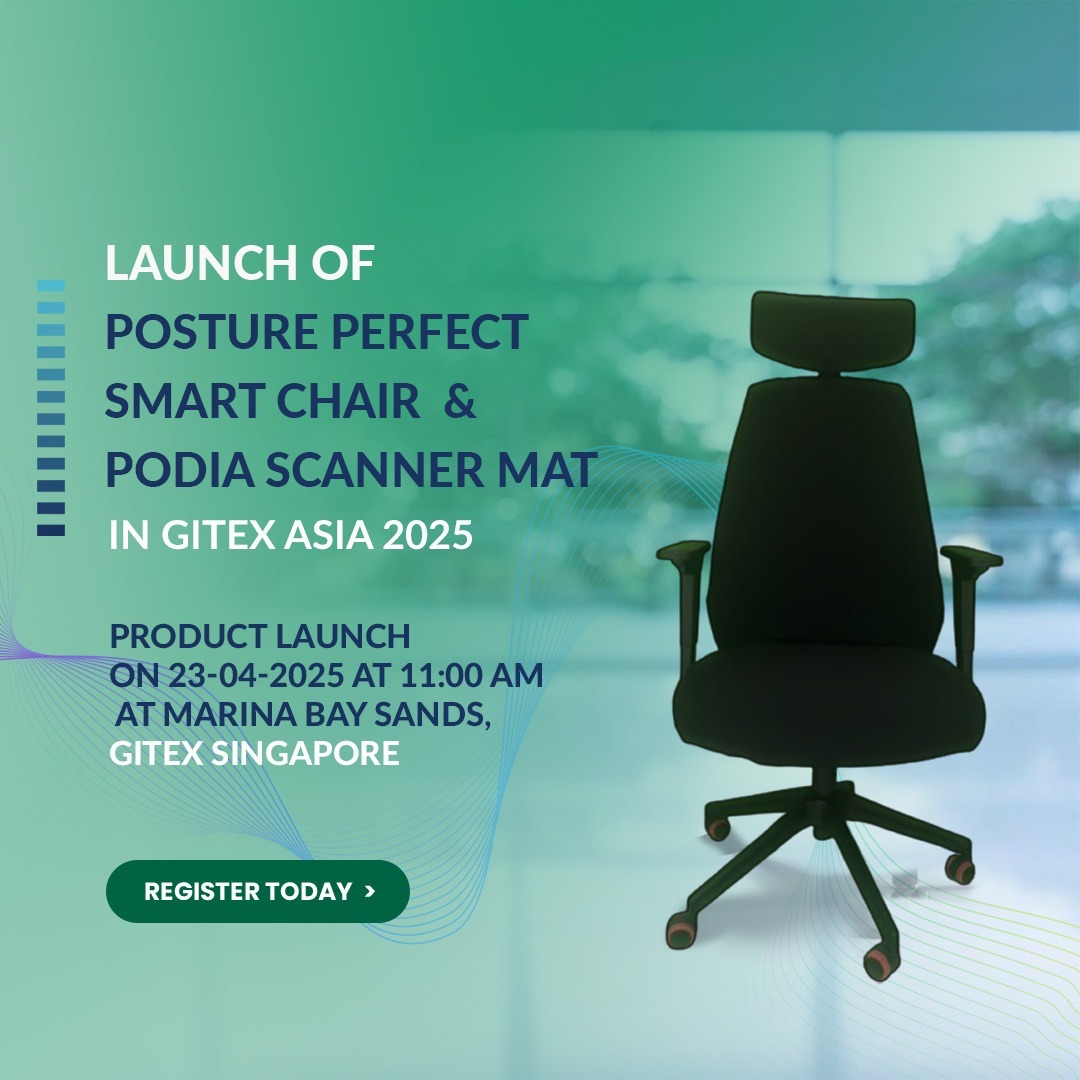 LAUNCH OF
POSTURE PERFECT
SMART CHAIR &
PODIA SCANNER MAT
IN GITEX ASIA 2025
PRODUCT LAUNCH
ON 23-04-2025 AT 11:00 AM
AT MARINA BAY SANDS,
GITEX SINGAPORE
REGISTER TODAY >